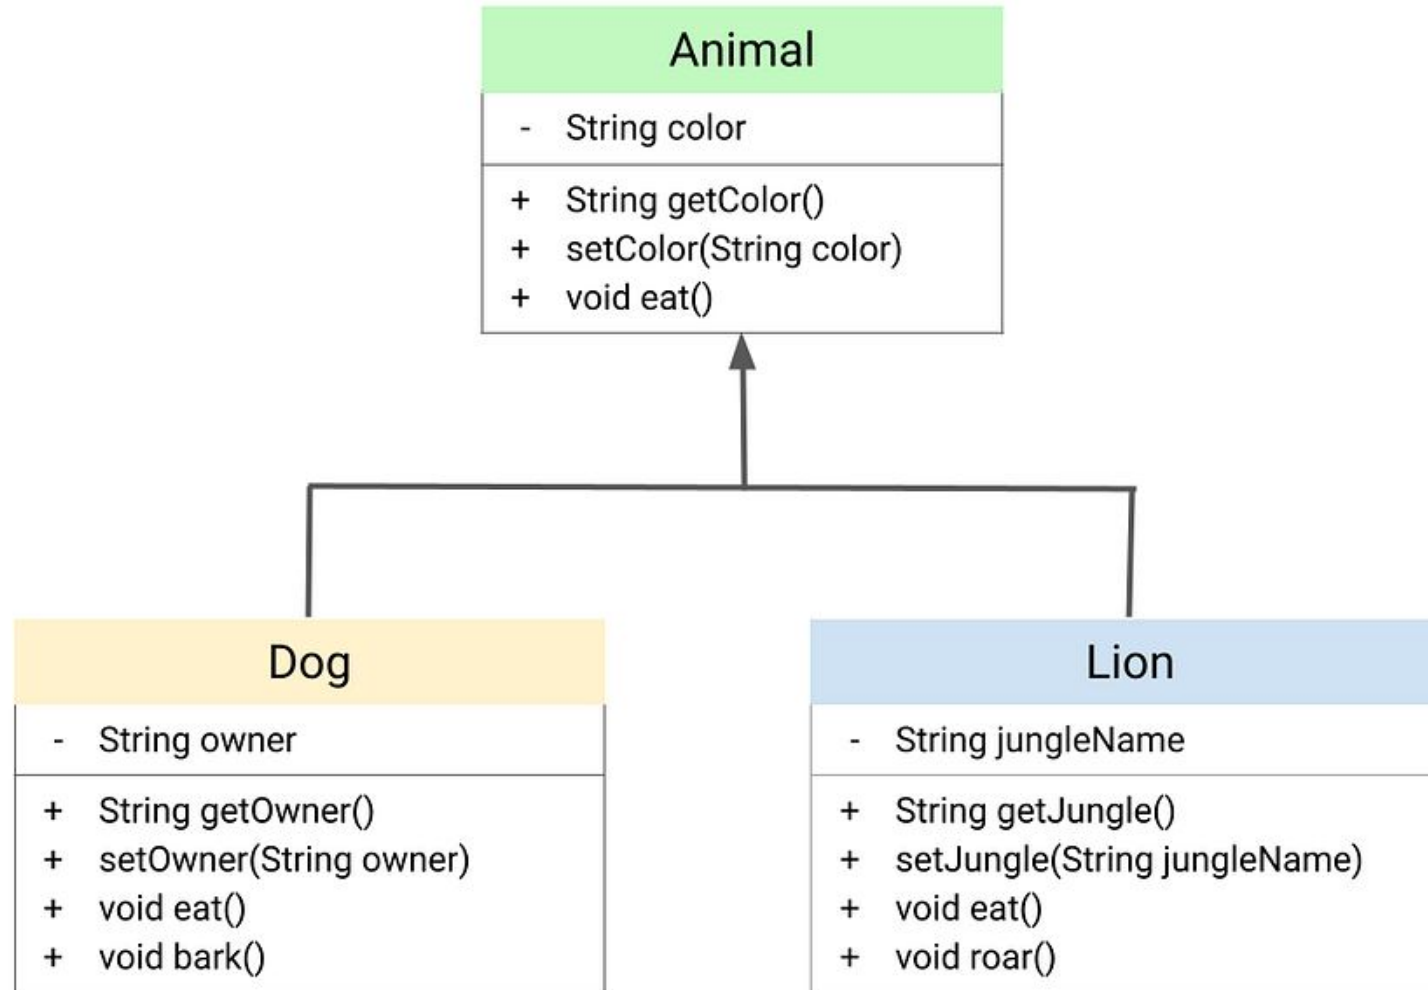 Animal
- String color
+ String getColor()
+ setColor(String color)
+ void eat()
Dog
- String owner
+ String getOwner()
+ setOwner(String owner)
+ void eat()
+ void bark()
Lion
- String jungleName
+ String getJungle()
+ setJungle(String jungleName)
+ void eat()
+ void roar()